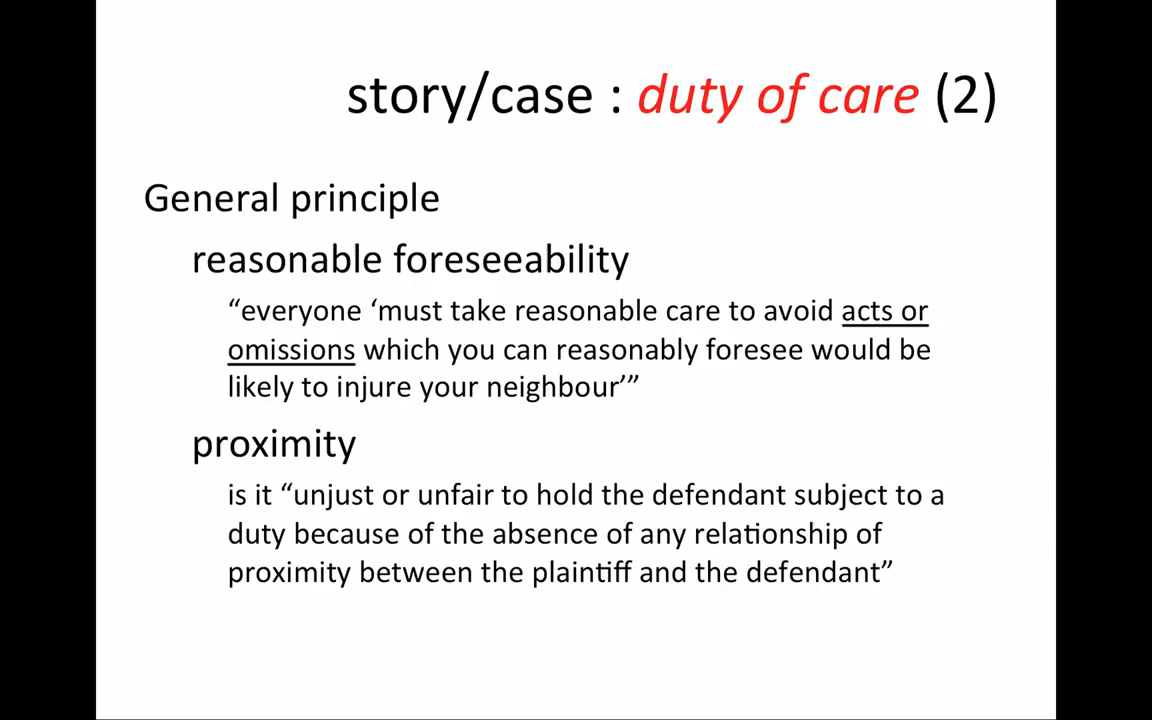 story/case : duty of care (2)
General principle
reasonable foreseeability
“everyone ‘must take reasonable care to avoid acts or
omissions which you can reasonably foresee would be
likely to injure your neighbour’”
proximity
is it “unjust or unfair to hold the defendant subject to a
duty because of the absence of any relationship of
proximity between the plaintiff and the defendant”